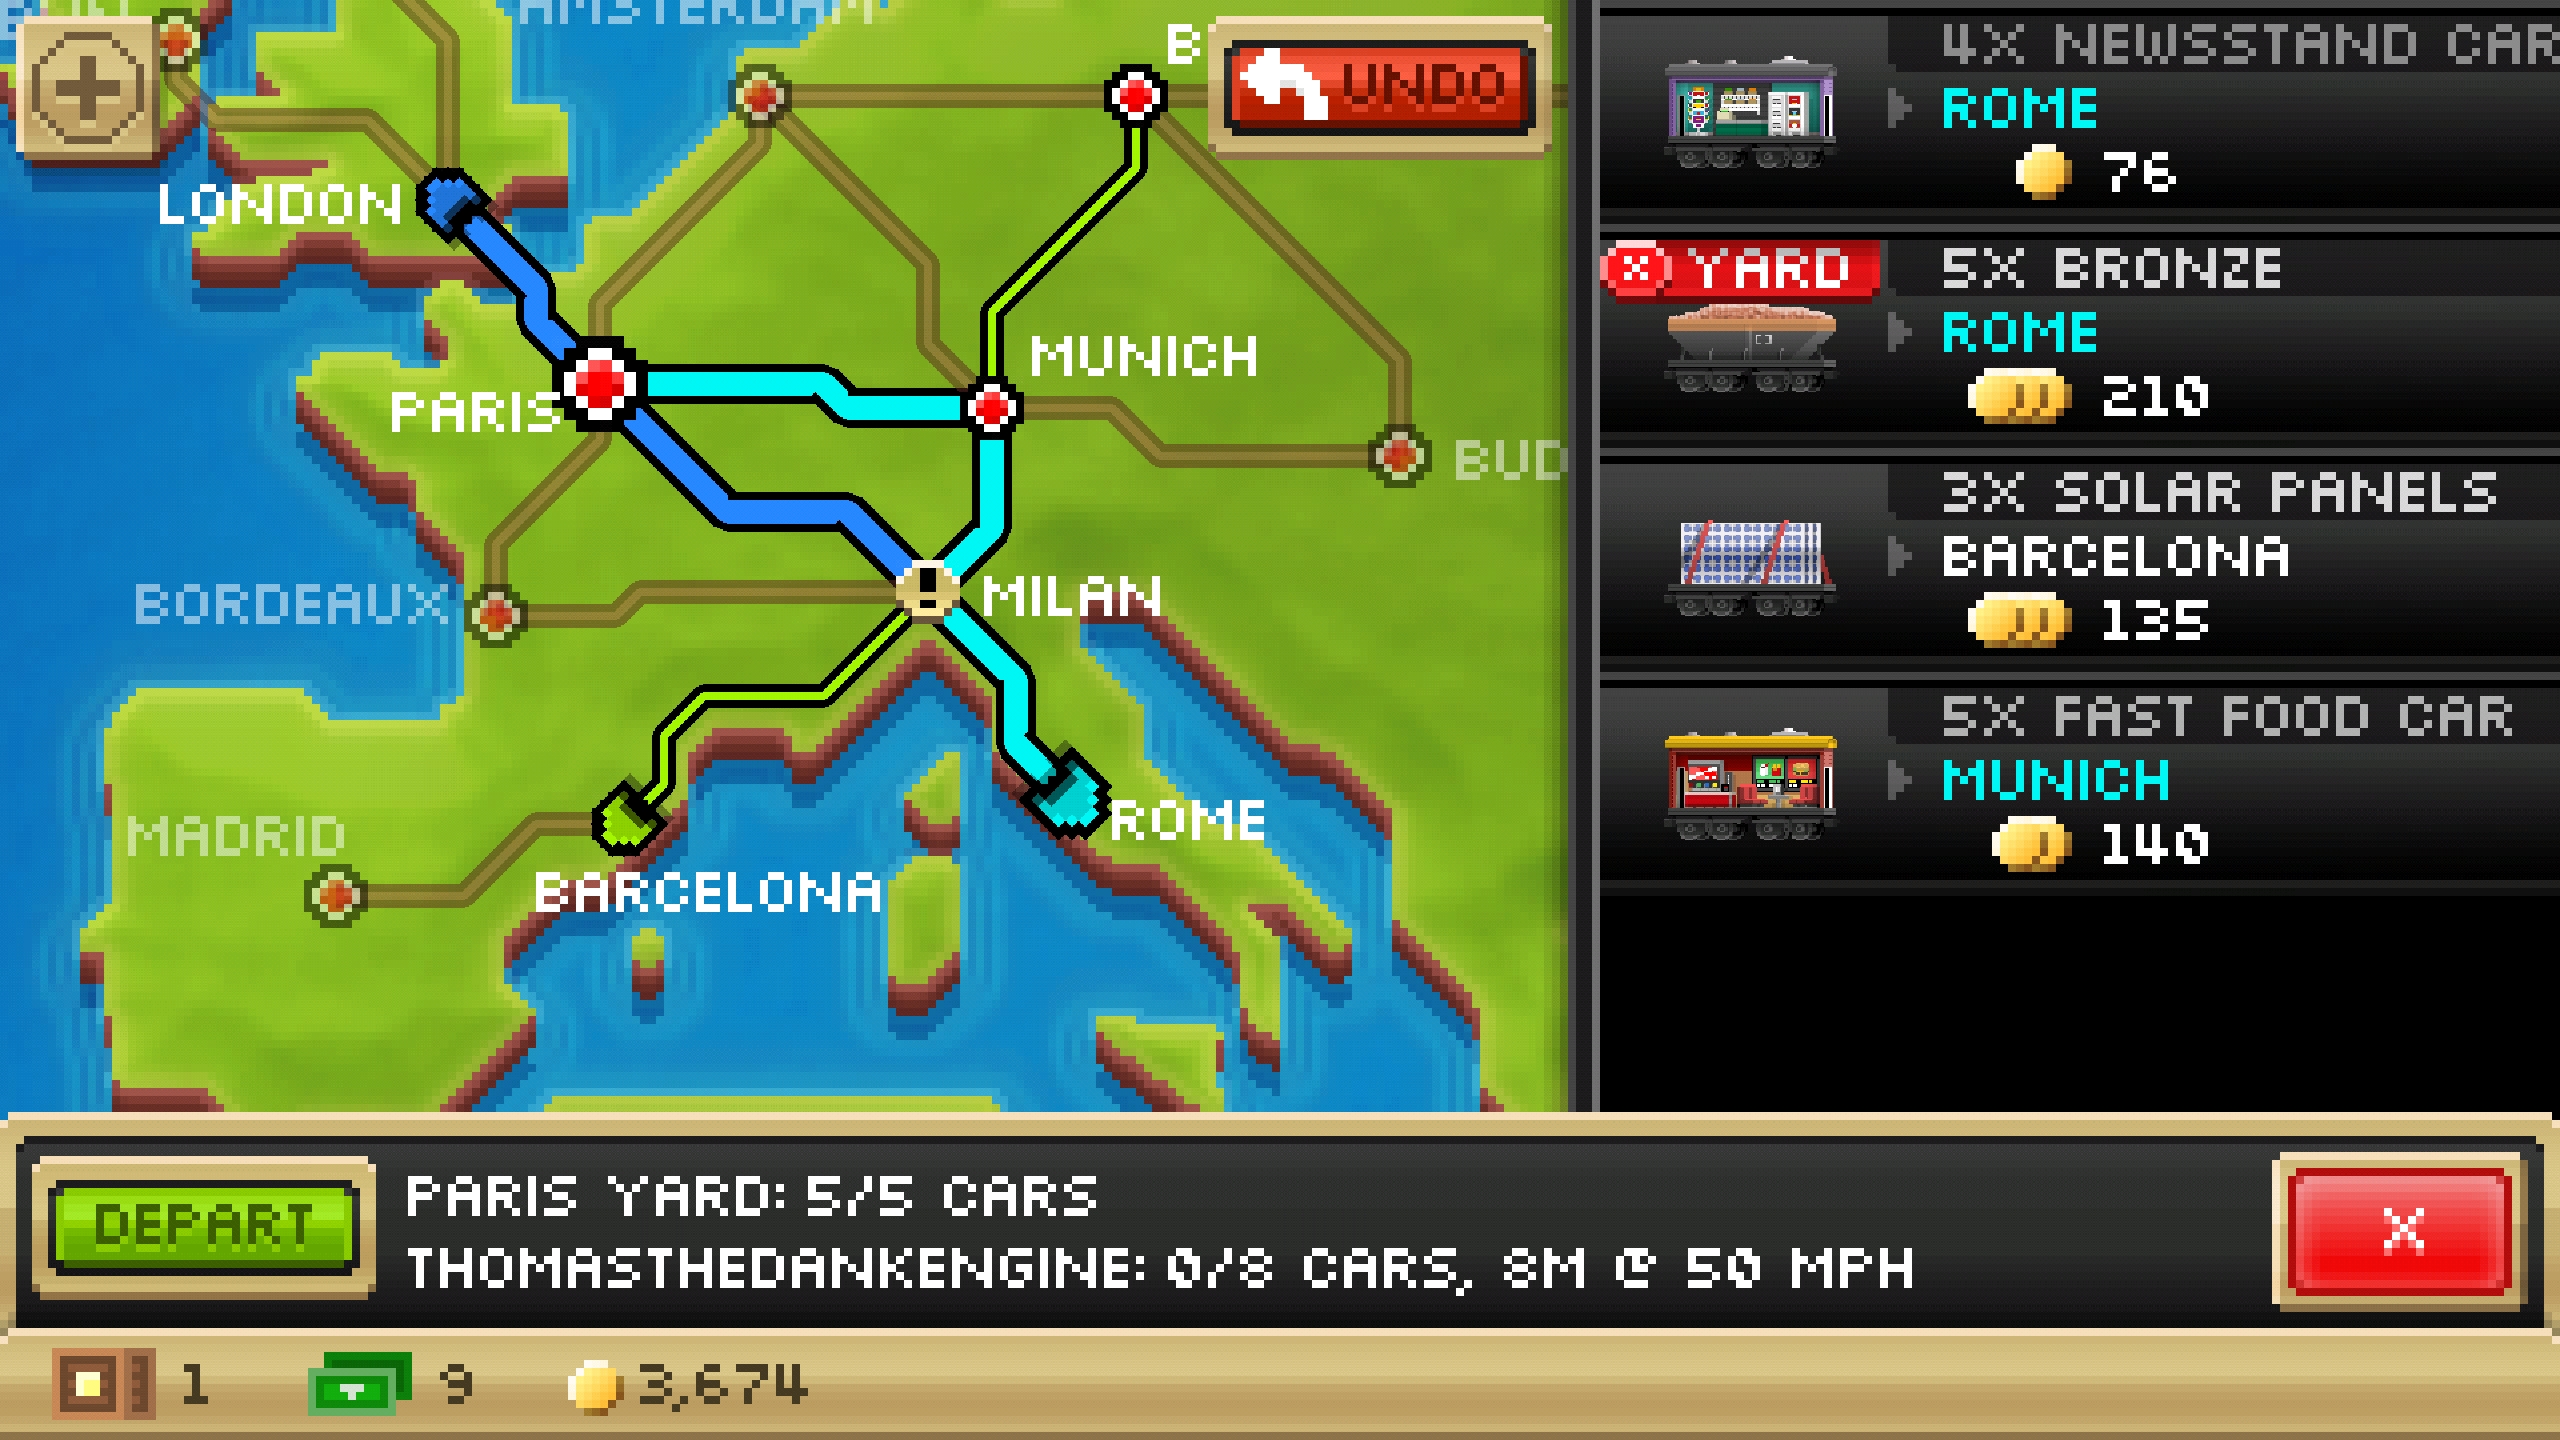 AMSTERDAM
B
UNDO
LONDON
MUNICH
PARIS
BUD
BORDEAUX
MILAN
MADRID
ROME
BARCELONA
4X NEWSSTAND CAR
ROME
76
YARD
5X BRONZE
ROME
210
3X SOLAR PANELS
BARCELONA
135
5X FAST FOOD CAR
MUNICH
140
DEPART
PARIS YARD: 5/5 CARS
THOMASTHEDANKENGINE: 0/8 CARS, 8M @ 50 MPH
X
1
9
3,674